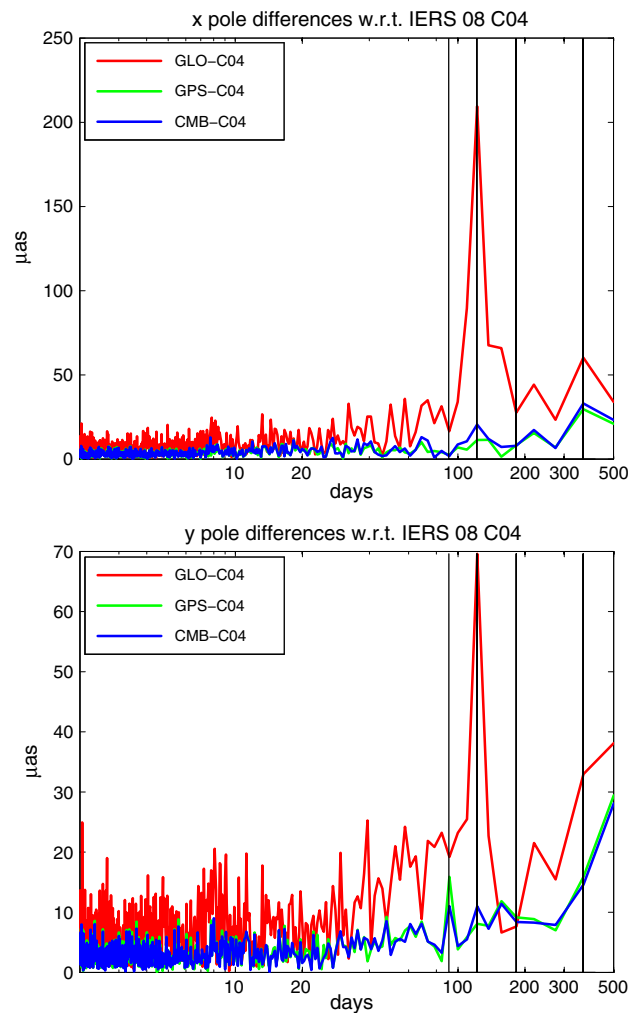 x pole differences w.r.t. IERS 08 C04
250
200
150
100
50
0
µas
GLO−C04
GPS−C04
CMB−C04
10 20 100 200 300 500
days
y pole differences w.r.t. IERS 08 C04
70
60
50
40
30
20
10
0
µas
GLO−C04
GPS−C04
CMB−C04
10 20 100 200 300 500
days